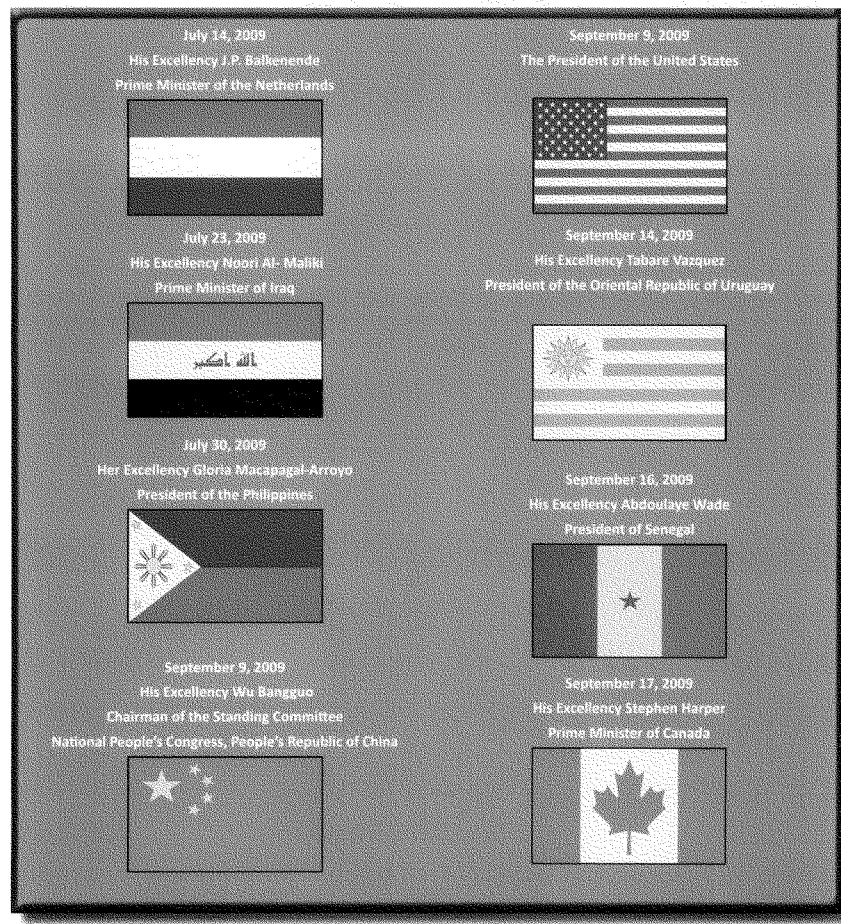 July 14, 2009
His Excellency J.P. Balkenende
Prime Minister of the Netherlands
July 23, 2009
His Excellency Noori Al- Maliki
Prime Minister of Iraq
الله اكبر
July 30, 2009
Her Excellency Gloria Macapagal-Arroyo
President of the Philippines
September 9, 2009
His Excellency Wu Bangguo
Chairman of the Standing Committee
National People's Congress, People's Republic of China
September 9, 2009
The President of the United States
September 14, 2009
His Excellency Tabare Vazquez
President of the Oriental Republic of Uruguay
September 16, 2009
His Excellency Abdoulaye Wade
President of Senegal
September 17, 2009
His Excellency Stephen Harper
Prime Minister of Canada